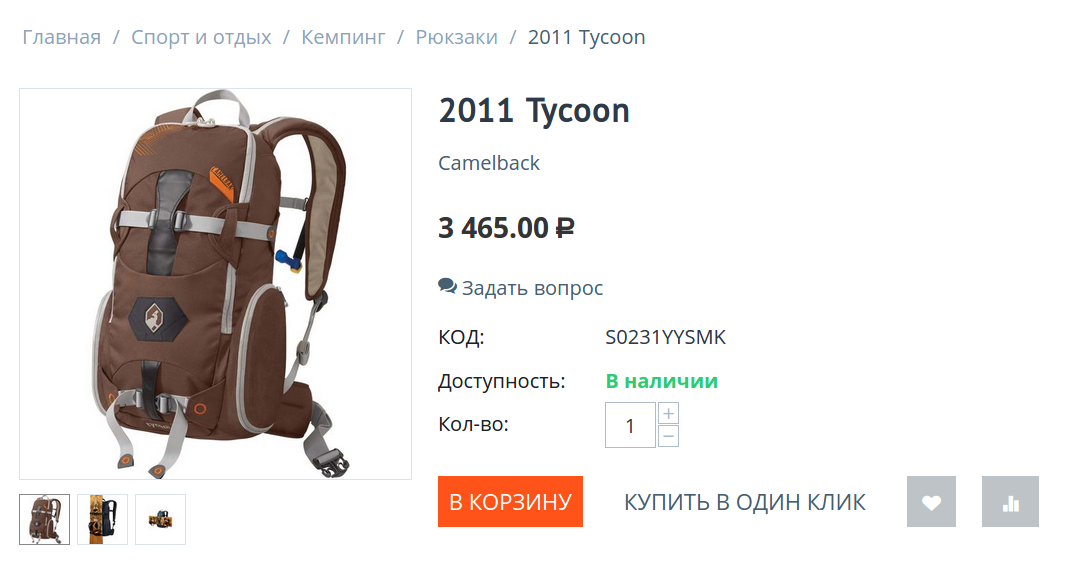 Главная / Спорт и отдых / Кемпинг / Рюкзаки / 2011 Tycoon
2011 Tycoon
Camelback
3 465.00 ₽
Задать вопрос
КОД: S0231YYSMK
Доступность: В наличии
Кол-во: 1 + −
В КОРЗИНУ КУПИТЬ В ОДИН КЛИК